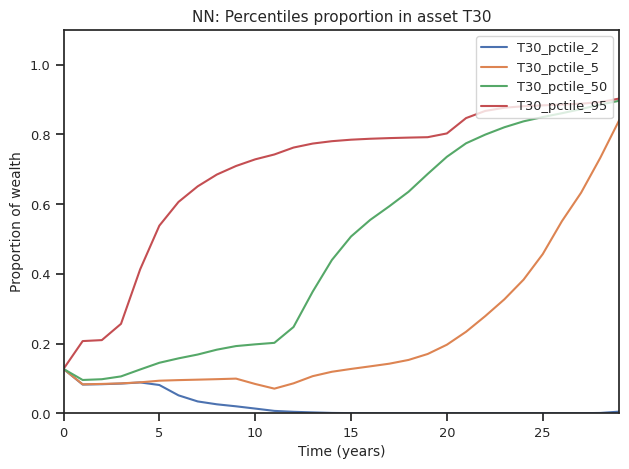 NN: Percentiles proportion in asset T30
T30_pctile_2
T30_pctile_5
T30_pctile_50
T30_pctile_95
Proportion of wealth
1.0
0.8
0.6
0.4
0.2
0.0
0 5 10 15 20 25
Time (years)